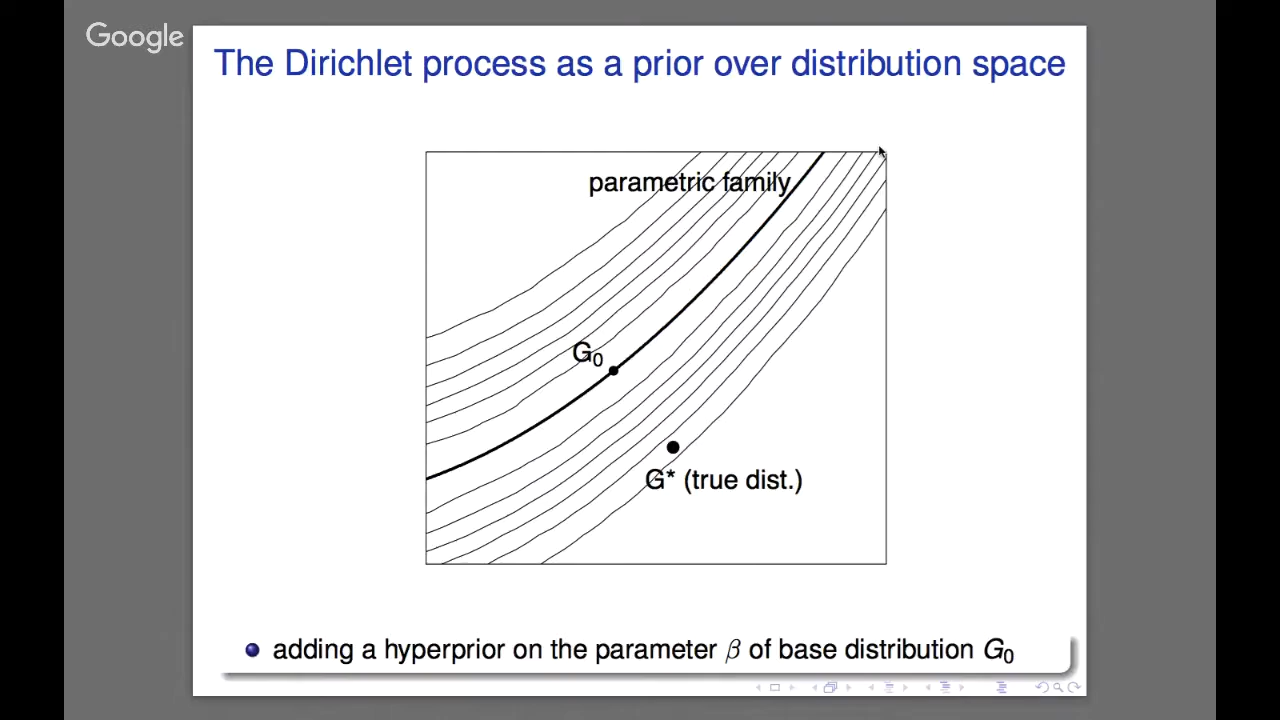 Google
The Dirichlet process as a prior over distribution space
parametric family
G₀
G* (true dist.)
adding a hyperprior on the parameter β of base distribution G₀